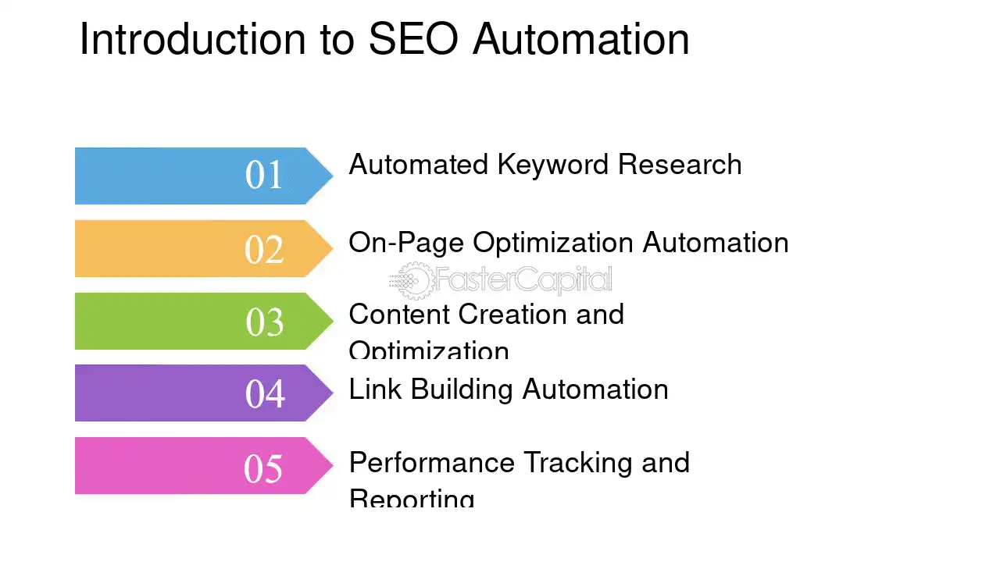 Introduction to SEO Automation
01
Automated Keyword Research
02
On-Page Optimization Automation
FasterCapital
03
Content Creation and
Optimization
04
Link Building Automation
05
Performance Tracking and
Reporting